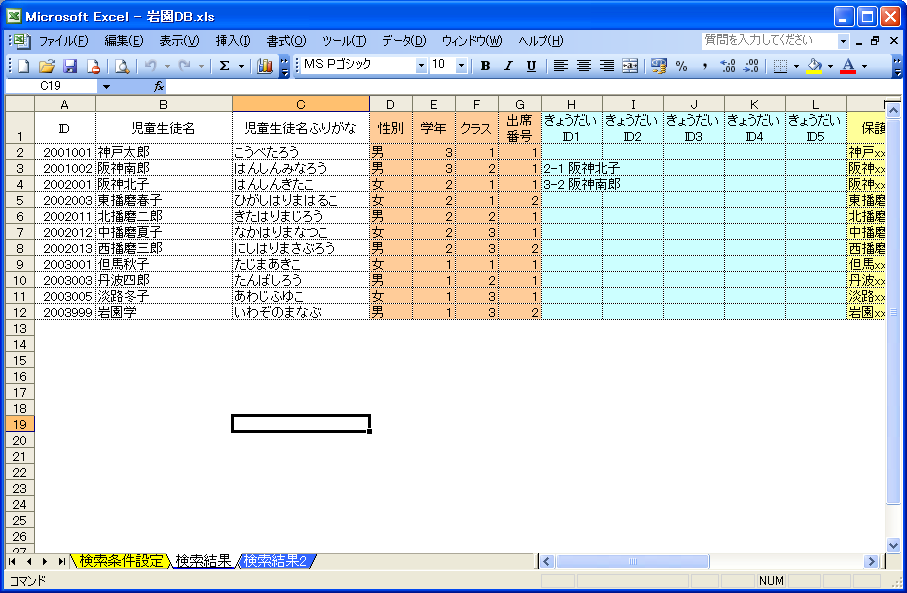 Microsoft Excel - 岩園DB.xls
ファイル(F) 編集(E) 表示(V) 挿入(I) 書式(O) ツール(T) データ(D) ウィンドウ(W) ヘルプ(H) 質問を入力してください
Σ MS Pゴシック 10 B I U %
C19 fx
A B C D E F G H I J K L
1 ID 児童生徒名 児童生徒名ふりがな 性別 学年 クラス 出席番号 きょうだいID1 きょうだいID2 きょうだいID3 きょうだいID4 きょうだいID5 保護
2 2001001 神戸太郎 こうべたろう 男 3 1 1 神戸xx
3 2001002 阪神南郎 はんしんみなろう 男 3 2 1 2-1 阪神北子 阪神xx
4 2002001 阪神北子 はんしんきたこ 女 2 1 1 3-2 阪神南郎 阪神xx
5 2002003 東播磨春子 ひがしはりまはるこ 女 2 1 2 東播磨
6 2002011 北播磨二郎 きたはりまじろう 男 2 2 1 北播磨
7 2002012 中播磨夏子 なかはりまなつこ 女 2 3 1 中播磨
8 2002013 西播磨三郎 にしはりまさぶろう 男 2 3 2 西播磨
9 2003001 但馬秋子 たじまあきこ 女 1 1 1 但馬xx
10 2003003 丹波四郎 たんばしろう 男 1 2 1 丹波xx
11 2003005 淡路冬子 あわじふゆこ 女 1 3 1 淡路xx
12 2003999 岩園学 いわぞのまなぶ 男 1 3 2 岩園xx
13
14
15
16
17
18
19
20
21
22
23
24
25
26
27
検索条件設定 検索結果 検索結果2
コマンド NUM